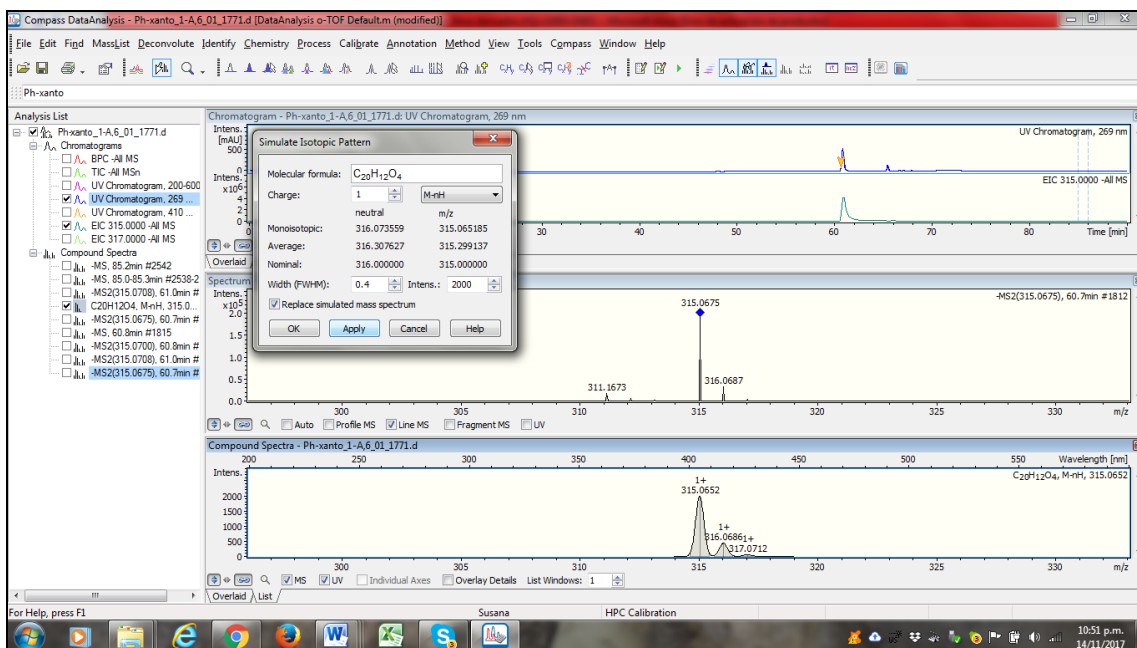 Compass DataAnalysis - Ph-xanto_1-A,6_01_1771.d [DataAnalysis o-TOF Default.m (modified)]
File Edit Find MassList Deconvolute Identify Chemistry Process Calibrate Annotation Method View Tools Compass Window Help
Ph-xanto
Analysis List
Ph-xanto_1-A,6_01_1771.d
Chromatograms
BPC -All MS
TIC -All MSn
UV Chromatogram, 200-600
UV Chromatogram, 269 ...
UV Chromatogram, 410 ...
EIC 315.0000 -All MS
EIC 317.0000 -All MS
Compound Spectra
-MS, 85.2min #2542
-MS, 85.0-85.3min #2538-2
-MS2(315.0708), 61.0min #
C20H12O4, M-nH, 315.0...
-MS2(315.0675), 60.7min #
-MS, 60.8min #1815
-MS2(315.0700), 60.8min #
-MS2(315.0708), 61.0min #
-MS2(315.0675), 60.7min #
Chromatogram - Ph-xanto_1-A,6_01_1771.d: UV Chromatogram, 269 nm
Intens.
[mAU]
500
0
UV Chromatogram, 269 nm
Intens.
x10⁶
4
2
0
EIC 315.0000 -All MS
30 40 50 60 70 80 Time [min]
Overlaid
Simulate Isotopic Pattern
Molecular formula: C₂₀H₁₂O₄
Charge: 1 M-nH
neutral m/z
Monoisotopic: 316.073559 315.065185
Average: 316.307627 315.299137
Nominal: 316.000000 315.000000
Width (FWHM): 0.4 Intens.: 2000
Replace simulated mass spectrum
OK Apply Cancel Help
Spectrum
Intens.
x10⁵
2.0
1.5
1.0
0.5
0.0
-MS2(315.0675), 60.7min #1812
315.0675
316.0687
311.1673
300 305 310 315 320 325 330 m/z
Auto Profile MS Line MS Fragment MS UV
Compound Spectra - Ph-xanto_1-A,6_01_1771.d
200 250 300 350 400 450 500 550 Wavelength [nm]
Intens.
2000
1500
1000
500
0
C₂₀H₁₂O₄, M-nH, 315.0652
1+
315.0652
1+
316.0686
1+
317.0712
300 305 310 315 320 325 330 m/z
MS UV Individual Axes Overlay Details List Windows: 1
Overlaid List
For Help, press F1 Susana HPC Calibration
10:51 p.m.
14/11/2017